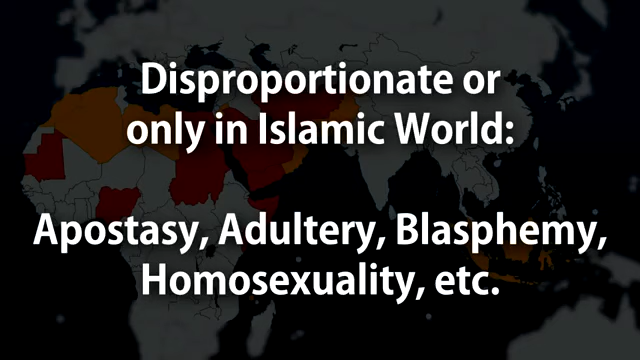 Disproportionate or
only in Islamic World:
Apostasy, Adultery, Blasphemy,
Homosexuality, etc.